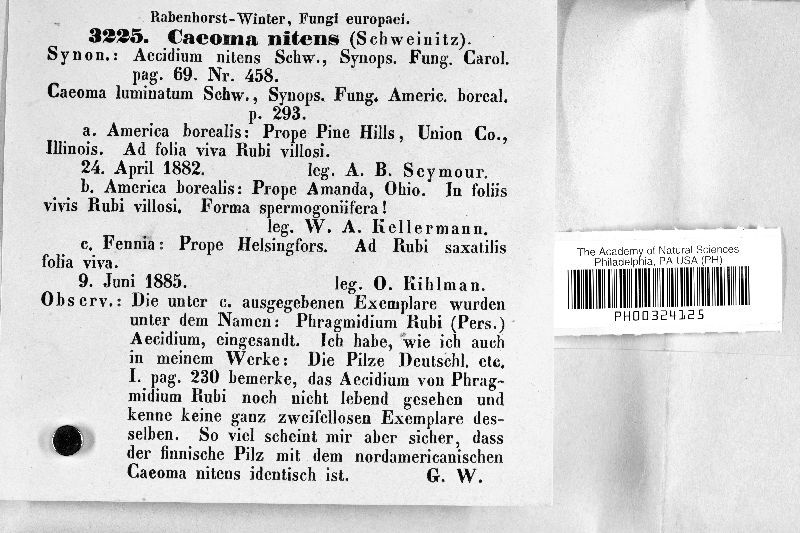 Rabenhorst-Winter, Fungi europaei.
3225. Caeoma nitens (Schweinitz).
Synon.: Aecidium nitens Schw., Synops. Fung. Carol.
pag. 69. Nr. 458.
Caeoma luminatum Schw., Synops. Fung. Americ. boreal.
p. 293.
a. America borealis: Prope Pine Hills, Union Co.,
Illinois. Ad folia viva Rubi villosi.
24. April 1882. leg. A. B. Seymour.
b. America borealis: Prope Amanda, Ohio. In foliis
vivis Rubi villosi. Forma spermogoniifera!
leg. W. A. Kellermann.
c. Fennia: Prope Helsingfors. Ad Rubi saxatilis
folia viva.
9. Juni 1885. leg. O. Kihlman.
Observ.: Die unter c. ausgegebenen Exemplare wurden
unter dem Namen: Phragmidium Rubi (Pers.)
Aecidium, eingesandt. Ich habe, wie ich auch
in meinem Werke: Die Pilze Deutschl. etc.
I. pag. 230 bemerke, das Aecidium von Phrag-
midium Rubi noch nicht lebend gesehen und
kenne keine ganz zweifellosen Exemplare des-
selben. So viel scheint mir aber sicher, dass
der finnische Pilz mit dem nordamericanischen
Caeoma nitens identisch ist. G. W.
The Academy of Natural Sciences
Philadelphia, PA USA (PH)
PH00324125